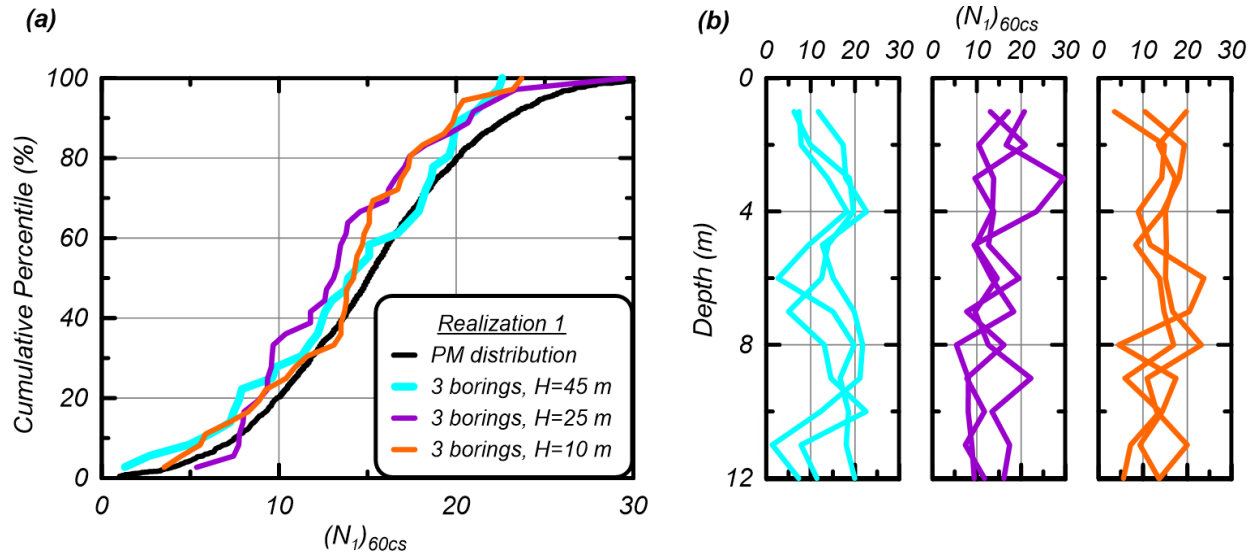 (a)
Cumulative Percentile (%)
100
80
60
40
20
0
0 10 20 30
(N₁)₆₀cs
Realization 1
PM distribution
3 borings, H=45 m
3 borings, H=25 m
3 borings, H=10 m
(b)
(N₁)₆₀cs
0 10 20 30 0 10 20 30 0 10 20 30
Depth (m)
0
4
8
12